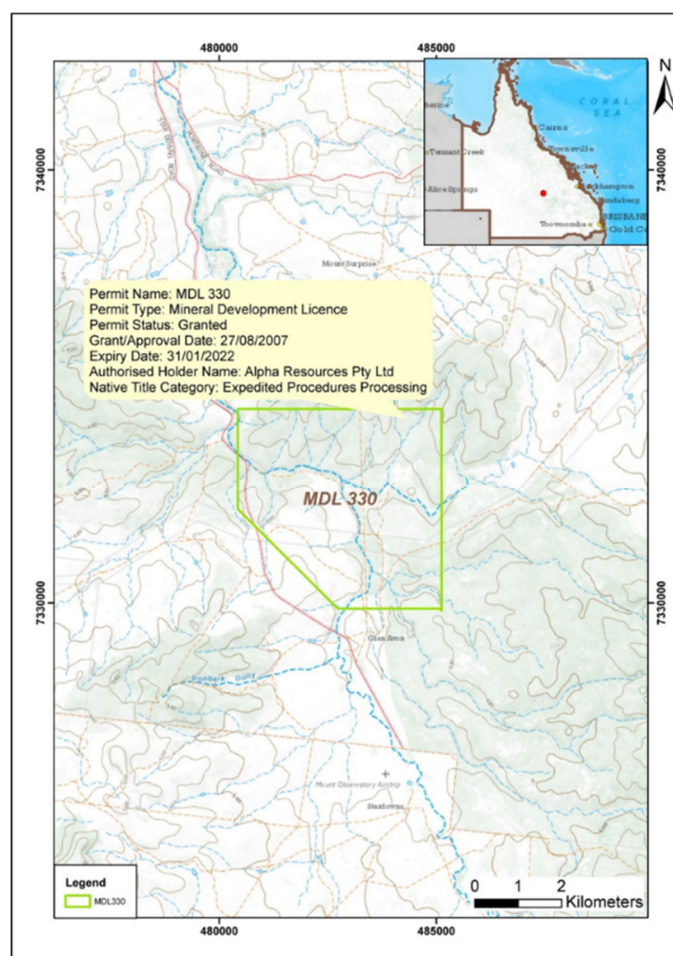 480000
485000
N
CORAL
SEA
Cairns
Townsville
Tennant Creek
Alice Springs
BRISBANE
Toowoomba
Gold Co
7340000
7340000
Mount Surprise
Permit Name: MDL 330
Permit Type: Mineral Development Licence
Permit Status: Granted
Grant/Approval Date: 27/08/2007
Expiry Date: 31/01/2022
Authorised Holder Name: Alpha Resources Pty Ltd
Native Title Category: Expedited Procedures Processing
MDL 330
7330000
7330000
Glen Avon
Gully
Mount Observatory Airstrip
Legend
MDL330
0 1 2
Kilometers
480000
485000